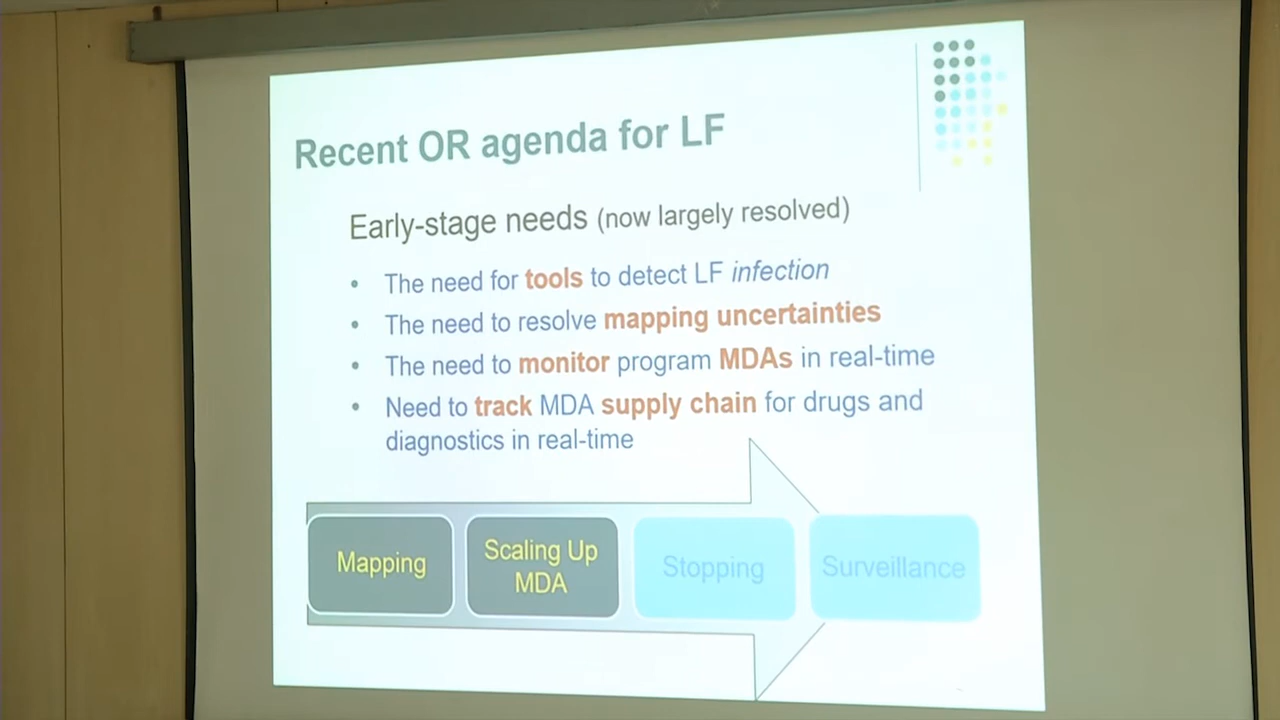 Recent OR agenda for LF
Early-stage needs (now largely resolved)
• The need for tools to detect LF infection
• The need to resolve mapping uncertainties
• The need to monitor program MDAs in real-time
• Need to track MDA supply chain for drugs and
diagnostics in real-time
Mapping
Scaling Up
MDA
Stopping
Surveillance